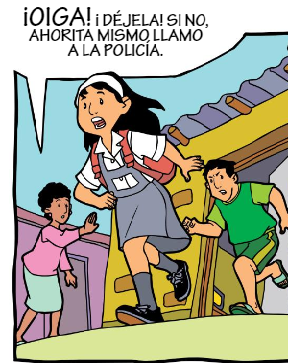 ¡OIGA! ¡DÉJELA! SI NO,
AHORITA MISMO LLAMO
A LA POLICÍA.